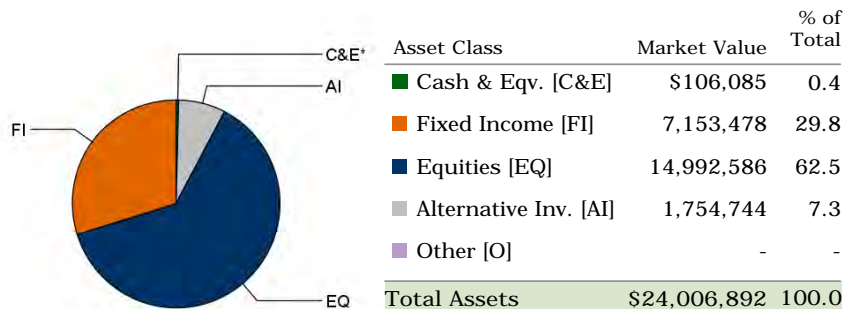 C&E*
AI
FI
EQ
Asset Class Market Value % of Total
Cash & Eqv. [C&E] $106,085 0.4
Fixed Income [FI] 7,153,478 29.8
Equities [EQ] 14,992,586 62.5
Alternative Inv. [AI] 1,754,744 7.3
Other [O] - -
Total Assets $24,006,892 100.0